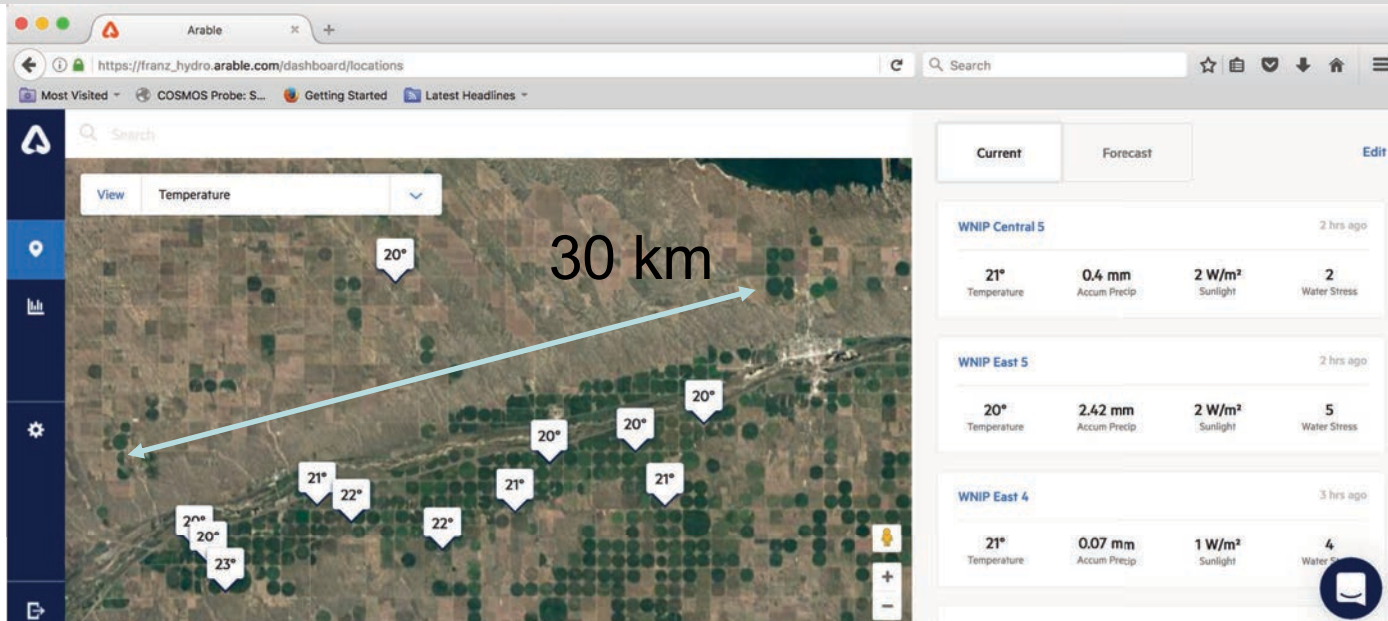 Arable × +
https://franz_hydro.arable.com/dashboard/locations C Search
Most Visited COSMOS Probe: S... Getting Started Latest Headlines
Search
Current Forecast Edit
View Temperature
30 km
20°
20°
20°
20°
21°
22°
21°
21°
22°
20°
20°
23°
WNIP Central 5 2 hrs ago
21° 0.4 mm 2 W/m² 2
Temperature Accum Precip Sunlight Water Stress
WNIP East 5 2 hrs ago
20° 2.42 mm 2 W/m² 5
Temperature Accum Precip Sunlight Water Stress
WNIP East 4 3 hrs ago
21° 0.07 mm 1 W/m² 4
Temperature Accum Precip Sunlight Water
+
−